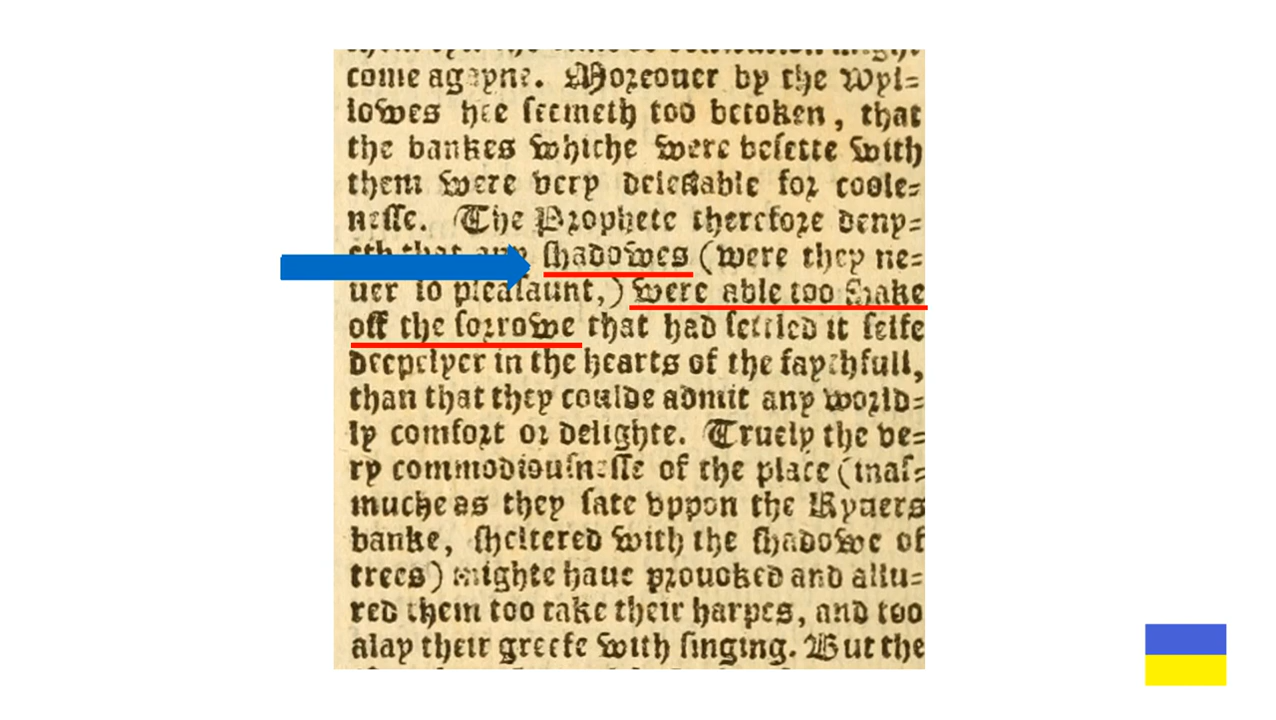 come agayne. Moreouer by the Wyl=
lowes hee ſeemeth too betoken, that
the bankes whiche were beſette with
them were very delectable for coole=
neſſe. The Prophete therefore deny=
eth that any ſhadowes (were they ne=
uer ſo pleaſaunt,) were able too ſhake
off the ſorrowe that had ſettled it ſelfe
deepelyer in the hearts of the faythfull,
than that they coulde admit any world=
ly comfort or delighte. Truely the ve=
ry commodiouſneſſe of the place (inaſ=
muche as they ſate vppon the Ryuers
banke, ſheltered with the ſhadowe of
trees) mighte haue prouoked and allu=
red them too take their harpes, and too
alay their greefe with ſinging. But the